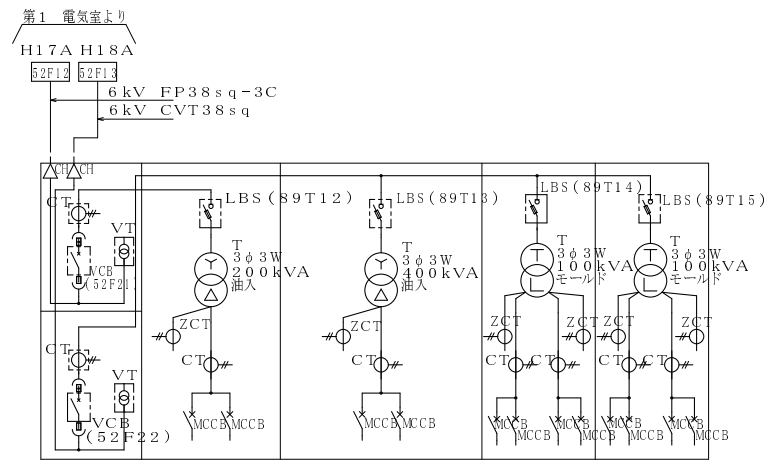 第1 電気室より
H17A H18A
52F12 52F13
6kV FP38sq-3C
6kV CVT38sq
CH CH
CT
VT
VCB
(52F21)
CT
VT
VCB
(52F22)
LBS(89T12)
T
3φ3W
200kVA
油入
ZCT
CT
MCCB MCCB
LBS(89T13)
T
3φ3W
400kVA
油入
ZCT
CT
MCCB MCCB
LBS(89T14)
T
3φ3W
100kVA
モールド
ZCT ZCT
CT CT
MCCB MCCB
MCCB MCCB
LBS(89T15)
T
3φ3W
100kVA
モールド
ZCT ZCT
CT CT
MCCB MCCB
MCCB MCCB